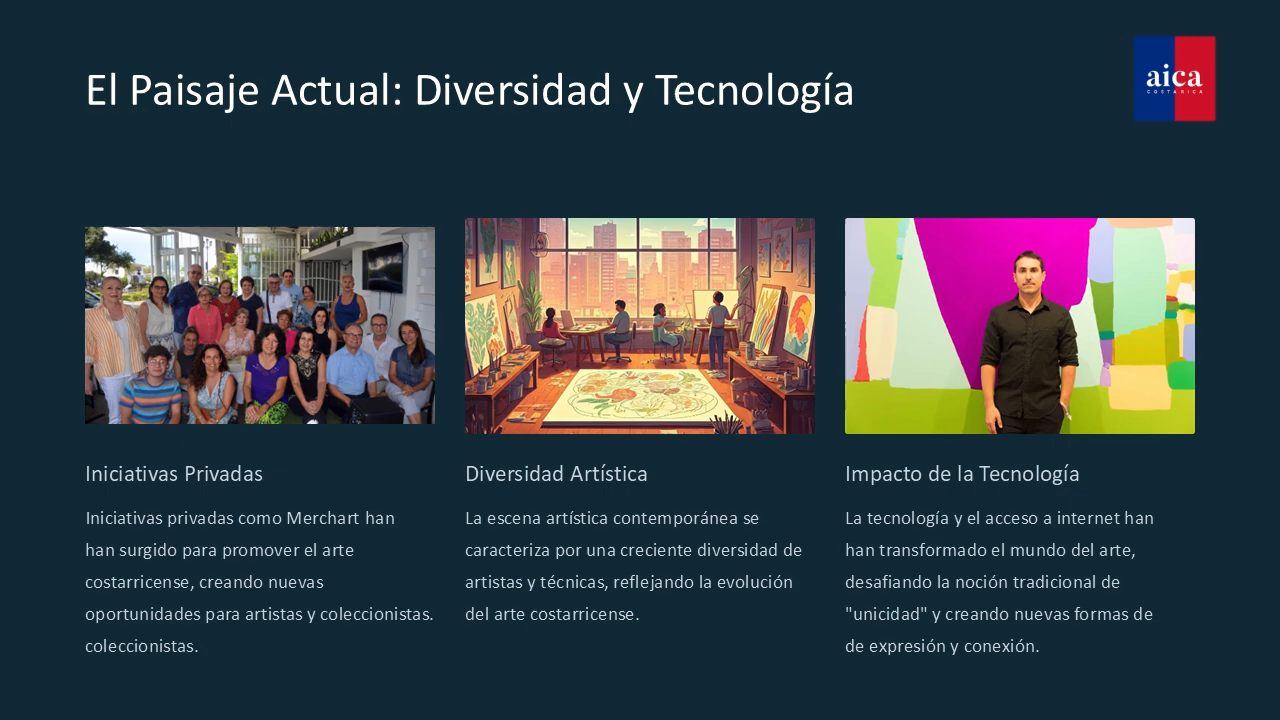 El Paisaje Actual: Diversidad y Tecnología
aica
COSTARICA
Iniciativas Privadas
Iniciativas privadas como Merchart han
han surgido para promover el arte
costarricense, creando nuevas
oportunidades para artistas y coleccionistas.
coleccionistas.
Diversidad Artística
La escena artística contemporánea se
caracteriza por una creciente diversidad de
artistas y técnicas, reflejando la evolución
del arte costarricense.
Impacto de la Tecnología
La tecnología y el acceso a internet han
han transformado el mundo del arte,
desafiando la noción tradicional de
"unicidad" y creando nuevas formas de
de expresión y conexión.